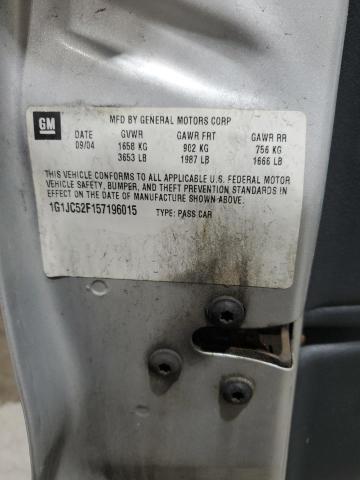 GM
MFD BY GENERAL MOTORS CORP
DATE GVWR GAWR FRT GAWR RR
09/04 1658 KG 902 KG 756 KG
3653 LB 1987 LB 1666 LB
THIS VEHICLE CONFORMS TO ALL U.S. FEDERAL MOTOR
VEHICLE SAFETY, BUMPER, AND THEFT PREVENTION STANDARDS
IN EFFECT ON THE DATE OF MANUFACTURE SHOWN ABOVE.
1G1JC52F157196015 TYPE: PASS CAR